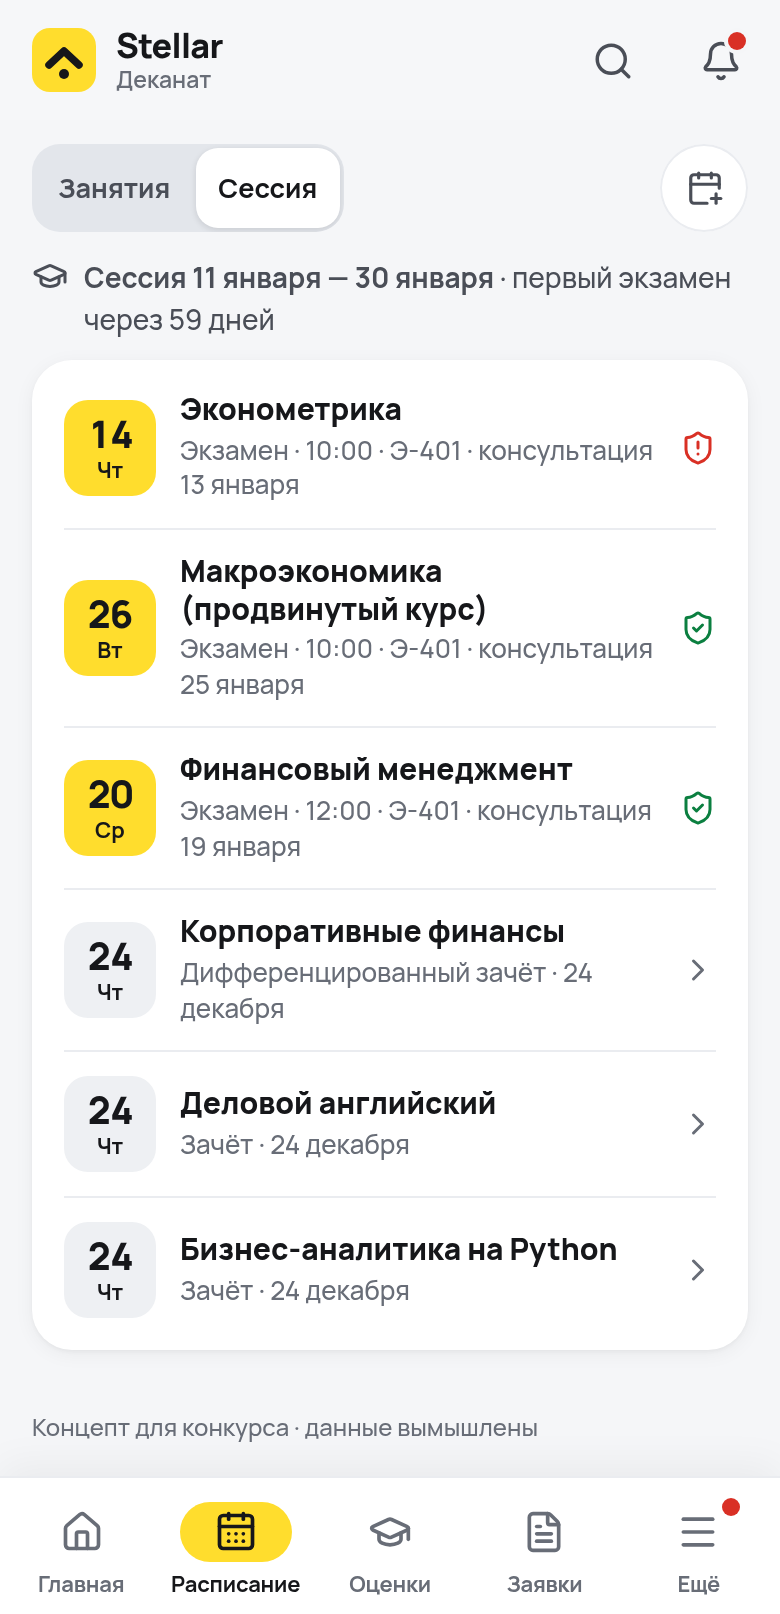 Stellar
Деканат
Занятия
Сессия
Сессия 11 января — 30 января · первый экзамен
через 59 дней
14
Чт
Эконометрика
Экзамен · 10:00 · Э-401 · консультация
13 января
26
Вт
Макроэкономика
(продвинутый курс)
Экзамен · 10:00 · Э-401 · консультация
25 января
20
Ср
Финансовый менеджмент
Экзамен · 12:00 · Э-401 · консультация
19 января
24
Чт
Корпоративные финансы
Дифференцированный зачёт · 24
декабря
24
Чт
Деловой английский
Зачёт · 24 декабря
24
Чт
Бизнес-аналитика на Python
Зачёт · 24 декабря
Концепт для конкурса · данные вымышлены
Главная
Расписание
Оценки
Заявки
Ещё